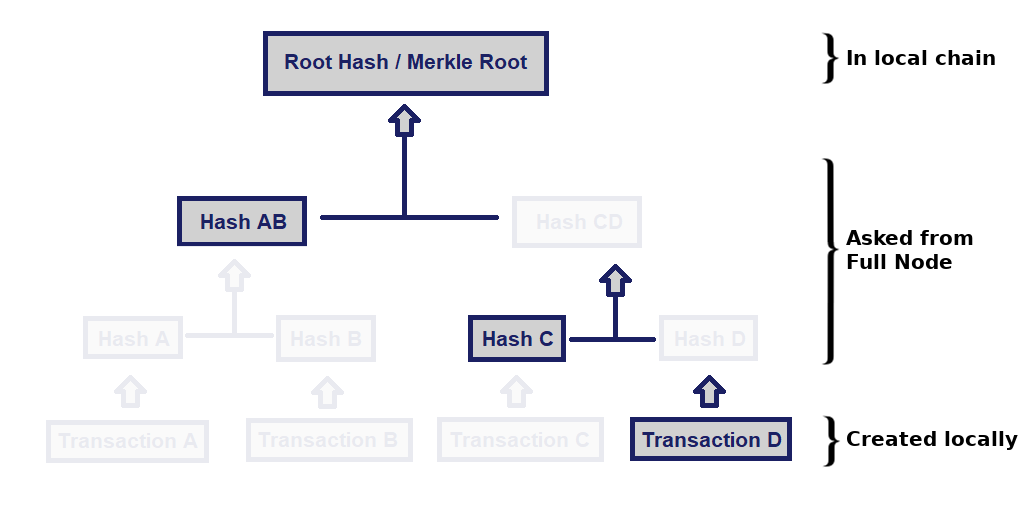 Root Hash / Merkle Root
In local chain
Hash AB
Hash CD
Asked from
Full Node
Hash A
Hash B
Hash C
Hash D
Transaction A
Transaction B
Transaction C
Transaction D
Created locally